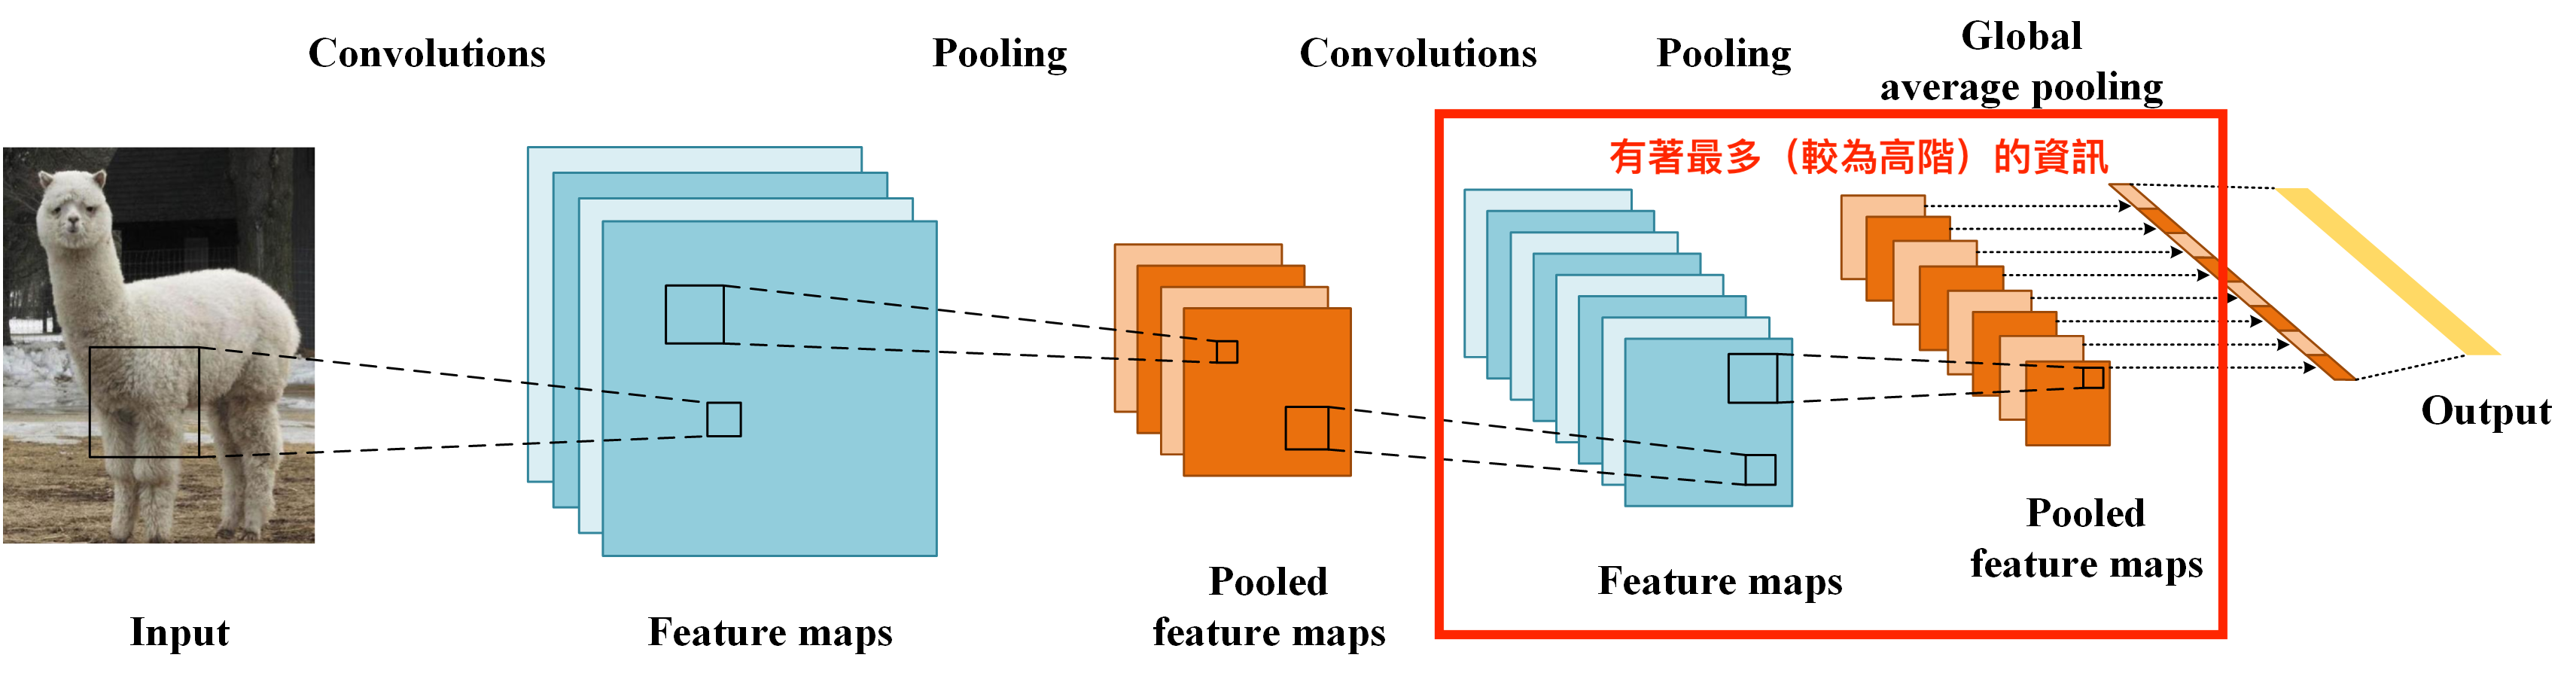 Convolutions
Pooling
Convolutions
Pooling
Global
average pooling
有著最多（較為高階）的資訊
Input
Feature maps
Pooled
feature maps
Feature maps
Pooled
feature maps
Output